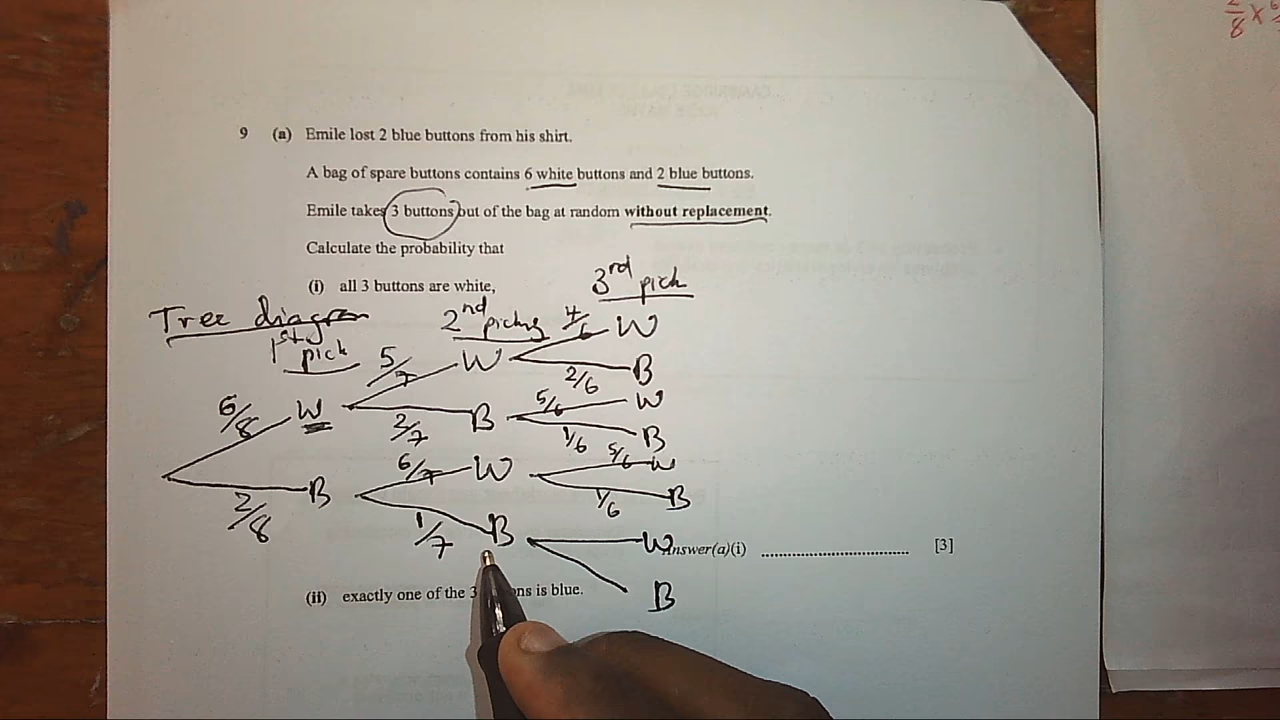 2/8 x
9 (a) Emile lost 2 blue buttons from his shirt.
A bag of spare buttons contains 6 white buttons and 2 blue buttons.
Emile takes 3 buttons out of the bag at random without replacement.
Calculate the probability that
(i) all 3 buttons are white,
3rd pick
Tree diagram
1st pick
2nd
4/6 W
5/7 W
2/6 B
6/8 W
5/6 W
2/7 B
1/6 B
6/7 W
5/6 W
2/8 B
1/6 B
1/7 B
W
Answer(a)(i) ................................. [3]
(ii) exactly one of the 3 is blue.
B